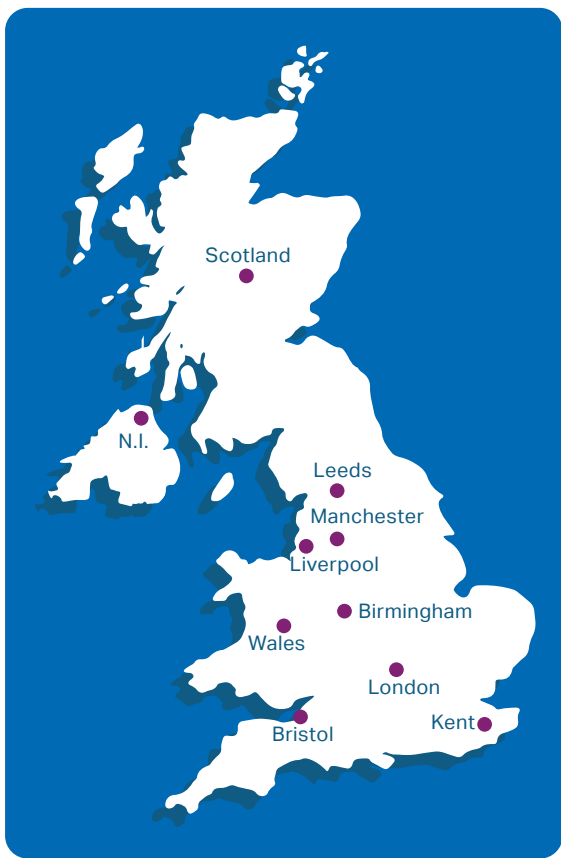 Scotland
N.I.
Leeds
Manchester
Liverpool
Birmingham
Wales
London
Kent
Bristol